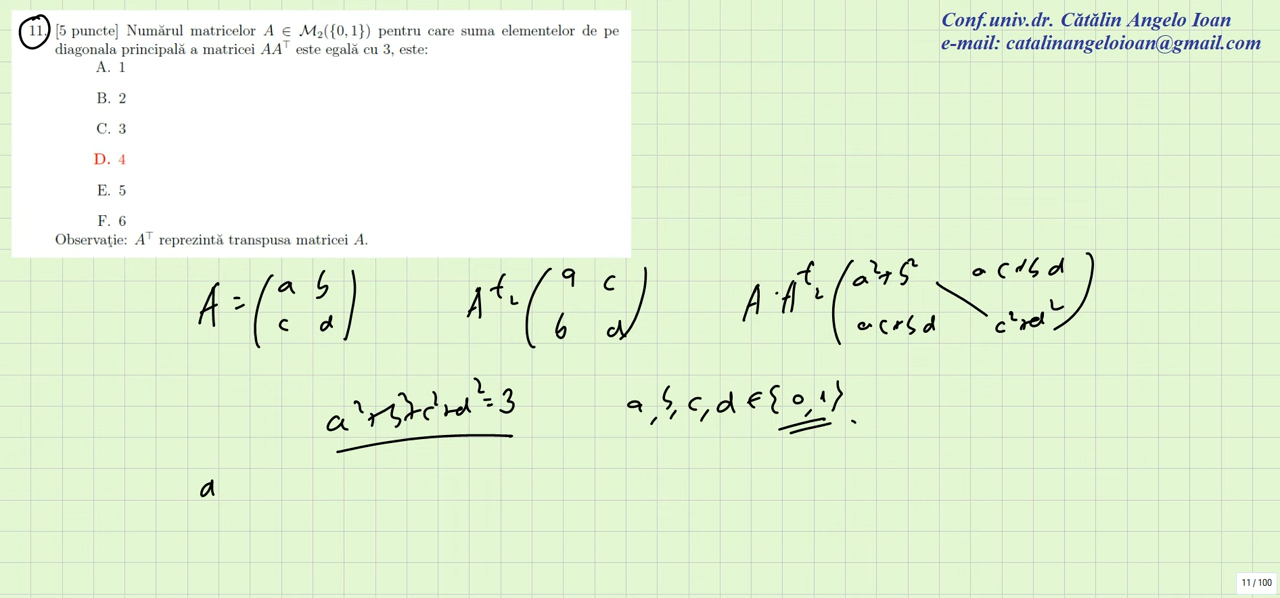 11. [5 puncte] Numărul matricelor A ∈ M₂({0,1}) pentru care suma elementelor de pe
diagonala principală a matricei AA⊤ este egală cu 3, este:
A. 1
B. 2
C. 3
D. 4
E. 5
F. 6
Observaţie: A⊤ reprezintă transpusa matricei A.
Conf.univ.dr. Cătălin Angelo Ioan
e-mail: catalinangeloioan@gmail.com
A = (a b; c d) Aᵗ = (a c; b d) A·Aᵗ = (a²+b² ac+bd; ac+bd c²+d²)
a²+b²+c²+d²=3 a,b,c,d ∈ {0,1}.
a
11 / 100